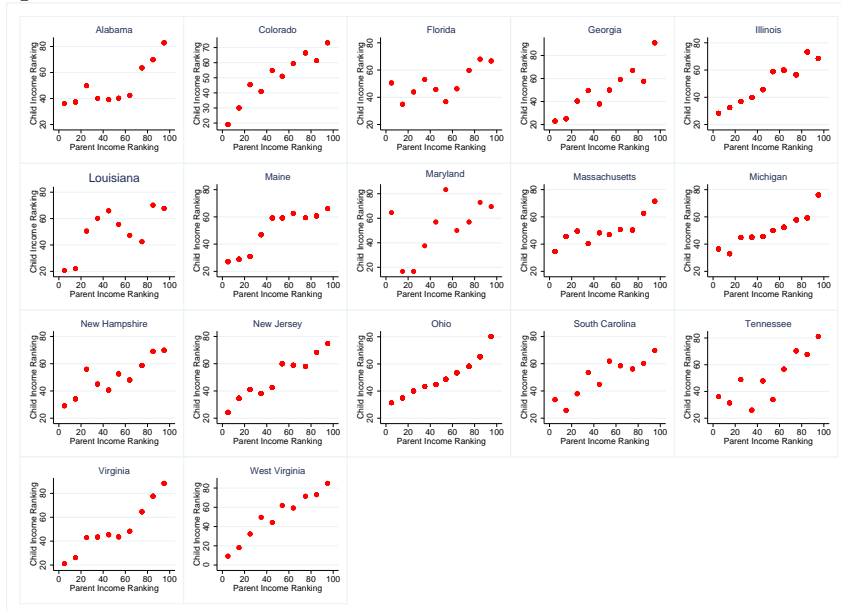 Alabama
Child Income Ranking
20 40 60 80
0 20 40 60 80 100
Parent Income Ranking
Colorado
Child Income Ranking
20 30 40 50 60 70
0 20 40 60 80 100
Parent Income Ranking
Florida
Child Income Ranking
20 40 60 80
0 20 40 60 80 100
Parent Income Ranking
Georgia
Child Income Ranking
20 40 60 80
0 20 40 60 80 100
Parent Income Ranking
Illinois
Child Income Ranking
20 40 60 80
0 20 40 60 80 100
Parent Income Ranking
Louisiana
Child Income Ranking
20 40 60 80
0 20 40 60 80 100
Parent Income Ranking
Maine
Child Income Ranking
20 40 60 80
0 20 40 60 80 100
Parent Income Ranking
Maryland
Child Income Ranking
20 40 60 80
0 20 40 60 80 100
Parent Income Ranking
Massachusetts
Child Income Ranking
20 40 60 80
0 20 40 60 80 100
Parent Income Ranking
Michigan
Child Income Ranking
20 40 60 80
0 20 40 60 80 100
Parent Income Ranking
New Hampshire
Child Income Ranking
20 40 60 80
0 20 40 60 80 100
Parent Income Ranking
New Jersey
Child Income Ranking
20 40 60 80
0 20 40 60 80 100
Parent Income Ranking
Ohio
Child Income Ranking
20 40 60 80
0 20 40 60 80 100
Parent Income Ranking
South Carolina
Child Income Ranking
20 40 60 80
0 20 40 60 80 100
Parent Income Ranking
Tennessee
Child Income Ranking
20 40 60 80
0 20 40 60 80 100
Parent Income Ranking
Virginia
Child Income Ranking
20 40 60 80
0 20 40 60 80 100
Parent Income Ranking
West Virginia
Child Income Ranking
0 20 40 60 80
0 20 40 60 80 100
Parent Income Ranking